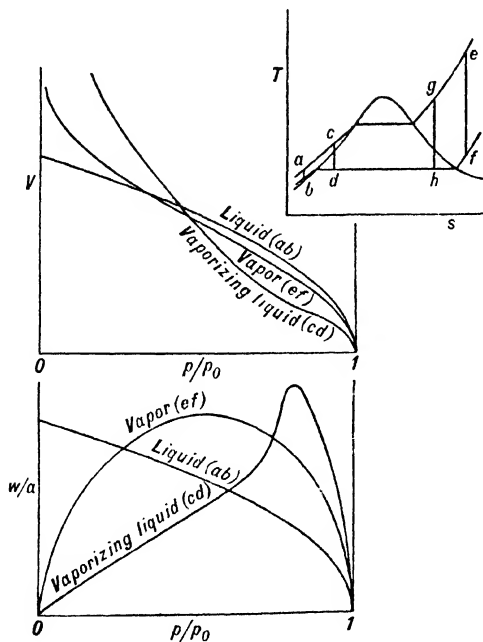 T
a
b
c
d
e
f
g
h
s
V
Liquid (ab)
Vapor (ef)
Vaporizing liquid (cd)
0
p/p0
1
w/a
Vapor (ef)
Liquid (ab)
Vaporizing liquid (cd)
0
p/p0
1